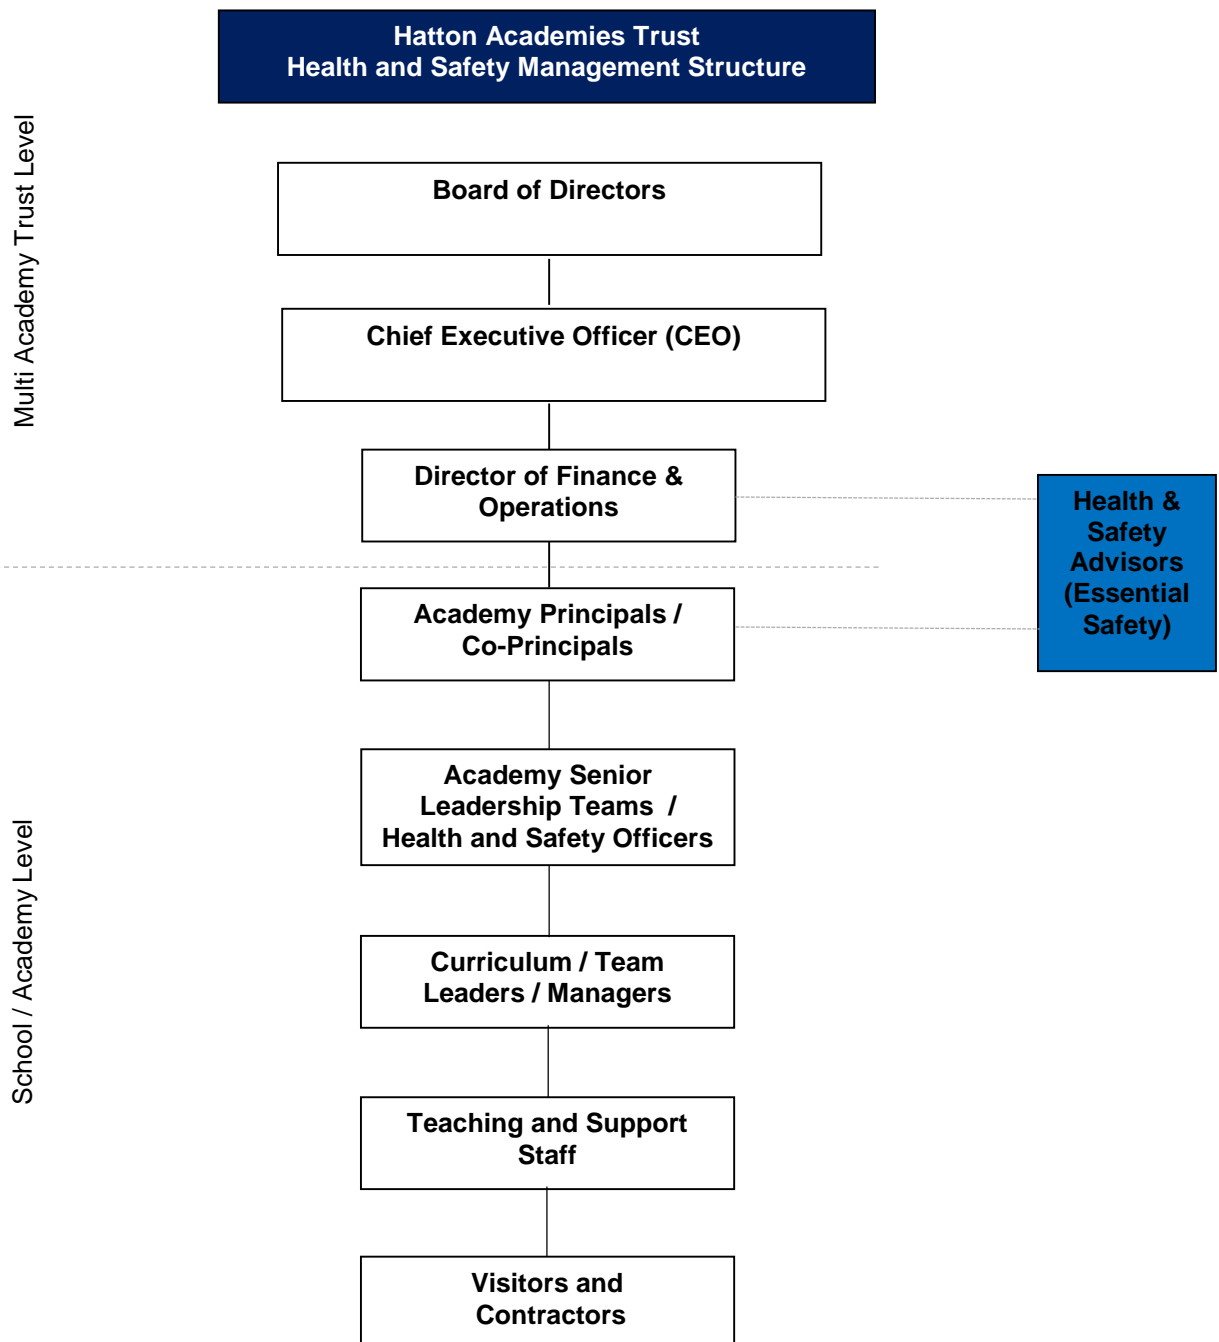 Hatton Academies Trust
Health and Safety Management Structure
Multi Academy Trust Level
Board of Directors
Chief Executive Officer (CEO)
Director of Finance &
Operations
Health &
Safety
Advisors
(Essential
Safety)
Academy Principals /
Co-Principals
School / Academy Level
Academy Senior
Leadership Teams /
Health and Safety Officers
Curriculum / Team
Leaders / Managers
Teaching and Support
Staff
Visitors and
Contractors